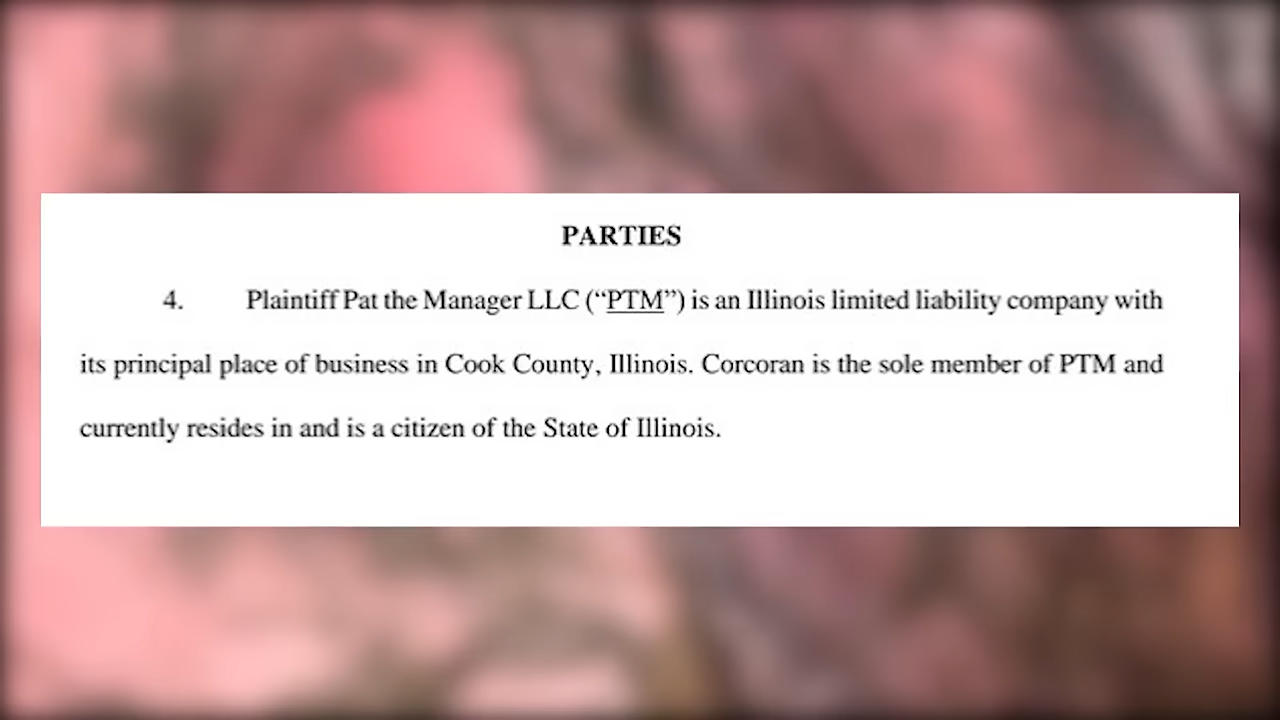 PARTIES
4. Plaintiff Pat the Manager LLC (“PTM”) is an Illinois limited liability company with
its principal place of business in Cook County, Illinois. Corcoran is the sole member of PTM and
currently resides in and is a citizen of the State of Illinois.